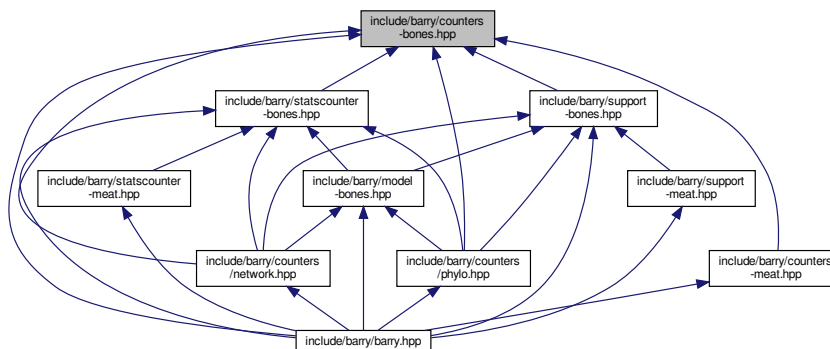 include/barry/counters
-bones.hpp
include/barry/statscounter
-bones.hpp
include/barry/support
-bones.hpp
include/barry/statscounter
-meat.hpp
include/barry/model
-bones.hpp
include/barry/support
-meat.hpp
include/barry/counters
/network.hpp
include/barry/counters
/phylo.hpp
include/barry/counters
-meat.hpp
include/barry/barry.hpp